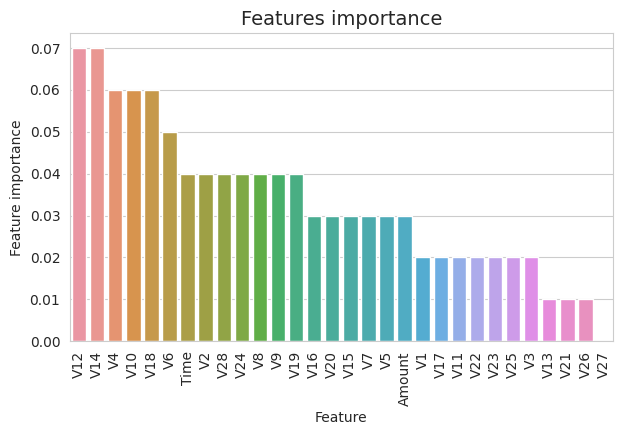 Features importance
Feature importance
0.07
0.06
0.05
0.04
0.03
0.02
0.01
0.00
V12
V14
V4
V10
V18
V6
Time
V2
V28
V24
V8
V9
V19
V16
V20
V15
V7
V5
Amount
V1
V17
V11
V22
V23
V25
V3
V13
V21
V26
V27
Feature